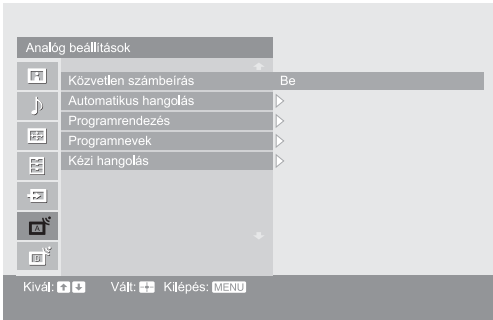 Analóg beállítások
Közvetlen számbeírás Be
Automatikus hangolás
Programrendezés
Programnevek
Kézi hangolás
A
Kivál: Vált: Kilépés: MENU